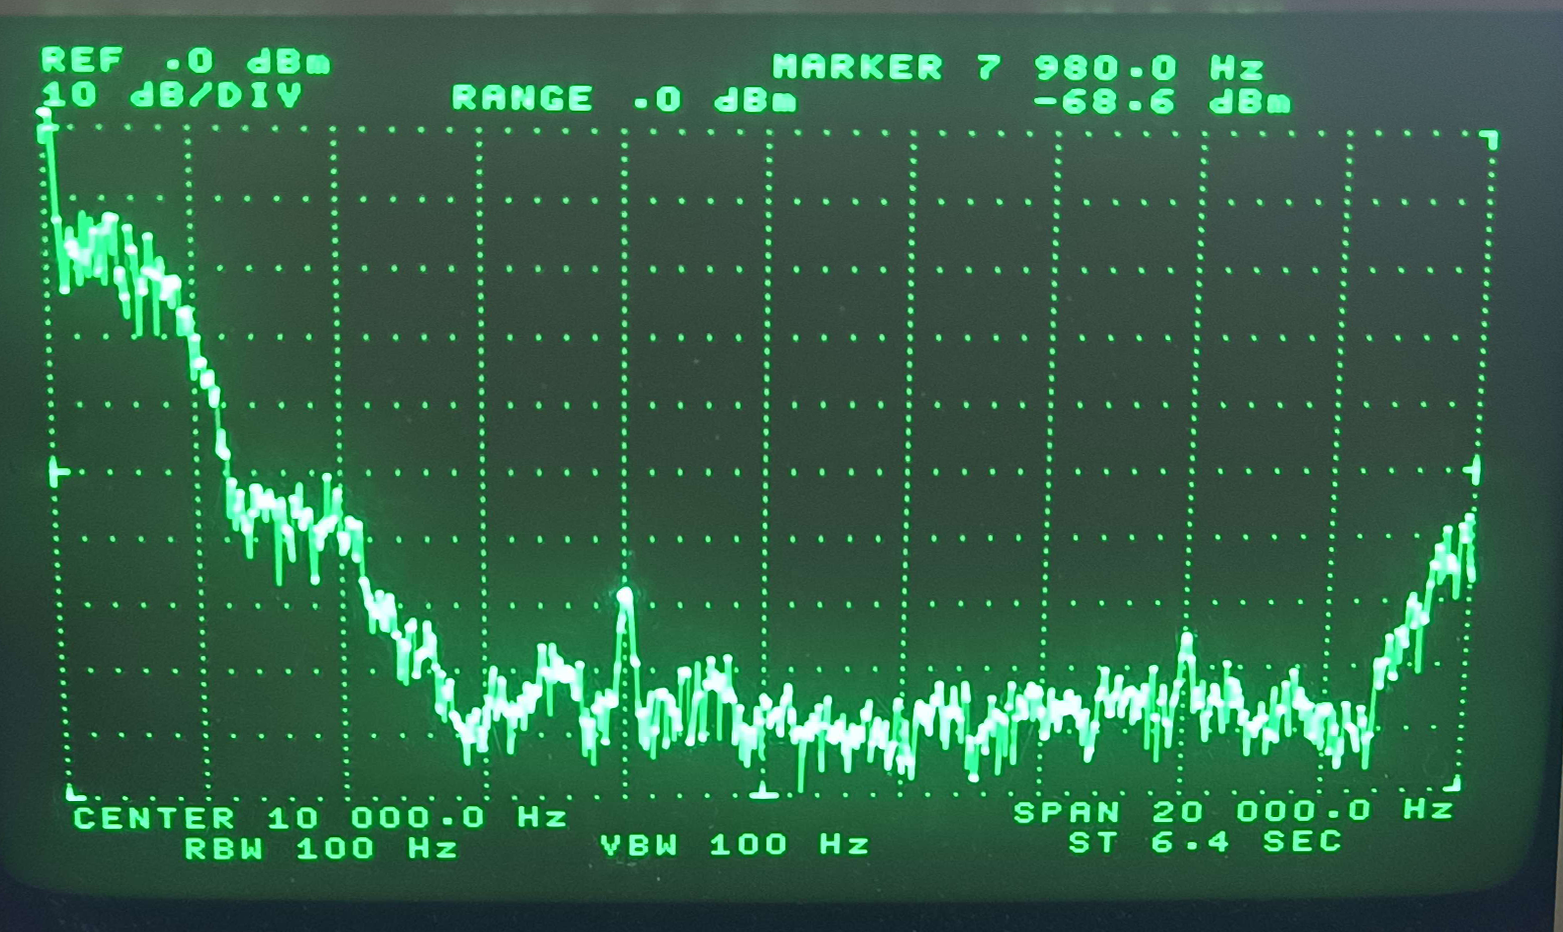 REF .0 dBm
MARKER 7 980.0 Hz
10 dB/DIV
RANGE .0 dBm
-68.6 dBm
CENTER 10 000.0 Hz
SPAN 20 000.0 Hz
RBW 100 Hz
VBW 100 Hz
ST 6.4 SEC